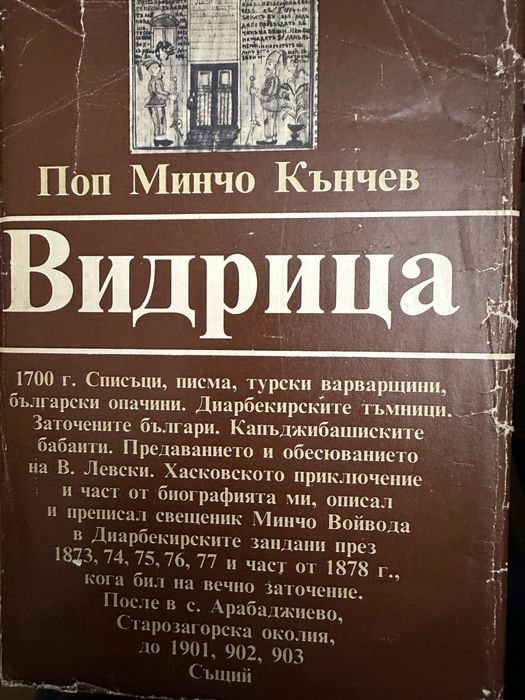 Поп Минчо Кънчев
Видрица
1700 г. Списъци, писма, турски варварщини,
български опачини. Диарбекирските тъмници.
Заточените българи. Капъджибашиските
бабаити. Предаванието и обесюванието
на В. Левски. Хасковското приключение
и част от биографията ми, описал
и преписал свещеник Минчо Войвода
в Диарбекирските зандани през
1873, 74, 75, 76, 77 и част от 1878 г.,
кога бил на вечно заточение.
После в с. Арабаджиево,
Старозагорска околия,
до 1901, 902, 903
Същий